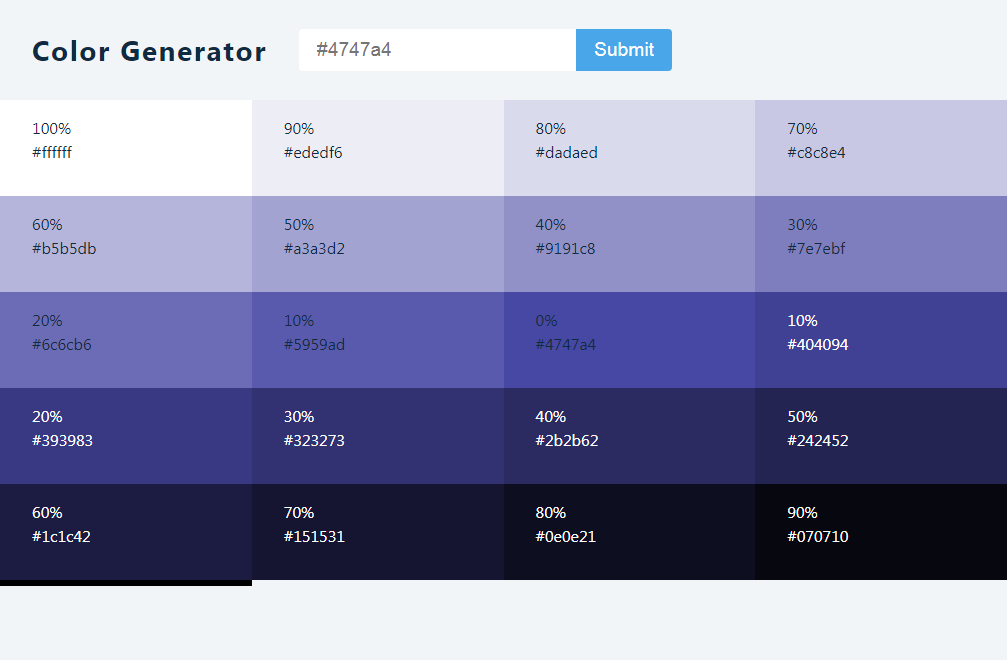 Color Generator
#4747a4
Submit
100%
#ffffff
90%
#ededf6
80%
#dadaed
70%
#c8c8e4
60%
#b5b5db
50%
#a3a3d2
40%
#9191c8
30%
#7e7ebf
20%
#6c6cb6
10%
#5959ad
0%
#4747a4
10%
#404094
20%
#393983
30%
#323273
40%
#2b2b62
50%
#242452
60%
#1c1c42
70%
#151531
80%
#0e0e21
90%
#070710